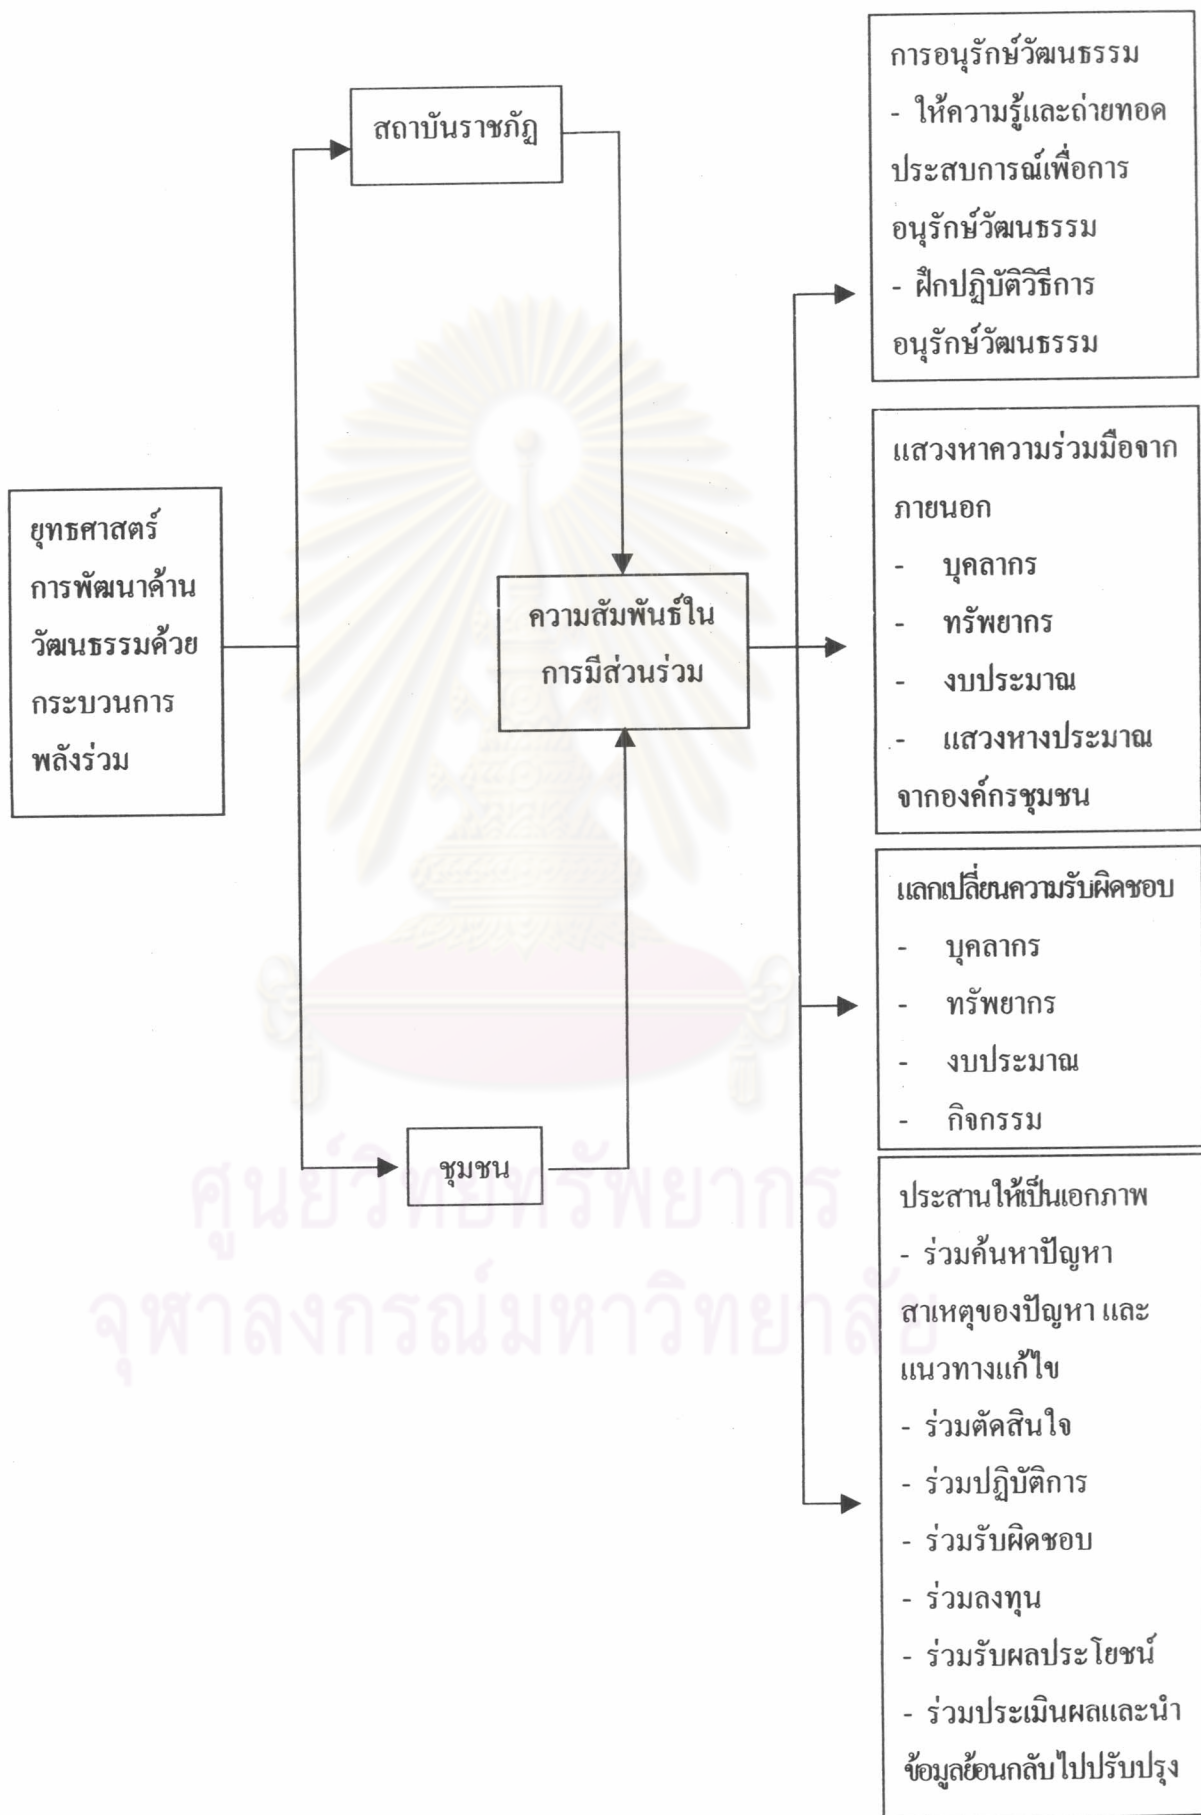 ยุทธศาสตร์
การพัฒนาด้าน
วัฒนธรรมด้วย
กระบวนการ
พลังร่วม
สถาบันราชภัฏ
ชุมชน
ความสัมพันธ์ใน
การมีส่วนร่วม
การอนุรักษ์วัฒนธรรม
- ให้ความรู้และถ่ายทอด
ประสบการณ์เพื่อการ
อนุรักษ์วัฒนธรรม
- ฝึกปฏิบัติวิธีการ
อนุรักษ์วัฒนธรรม
แสวงหาความร่วมมือจาก
ภายนอก
- บุคลากร
- ทรัพยากร
- งบประมาณ
- แสวงหางประมาณ
จากองค์กรชุมชน
แลกเปลี่ยนความรับผิดชอบ
- บุคลากร
- ทรัพยากร
- งบประมาณ
- กิจกรรม
ประสานให้เป็นเอกภาพ
- ร่วมค้นหาปัญหา
สาเหตุของปัญหา และ
แนวทางแก้ไข
- ร่วมตัดสินใจ
- ร่วมปฏิบัติการ
- ร่วมรับผิดชอบ
- ร่วมลงทุน
- ร่วมรับผลประโยชน์
- ร่วมประเมินผลและนำ
ข้อมูลย้อนกลับไปปรับปรุง
ศูนย์วิทยทรัพยากร
จุฬาลงกรณ์มหาวิทยาลัย